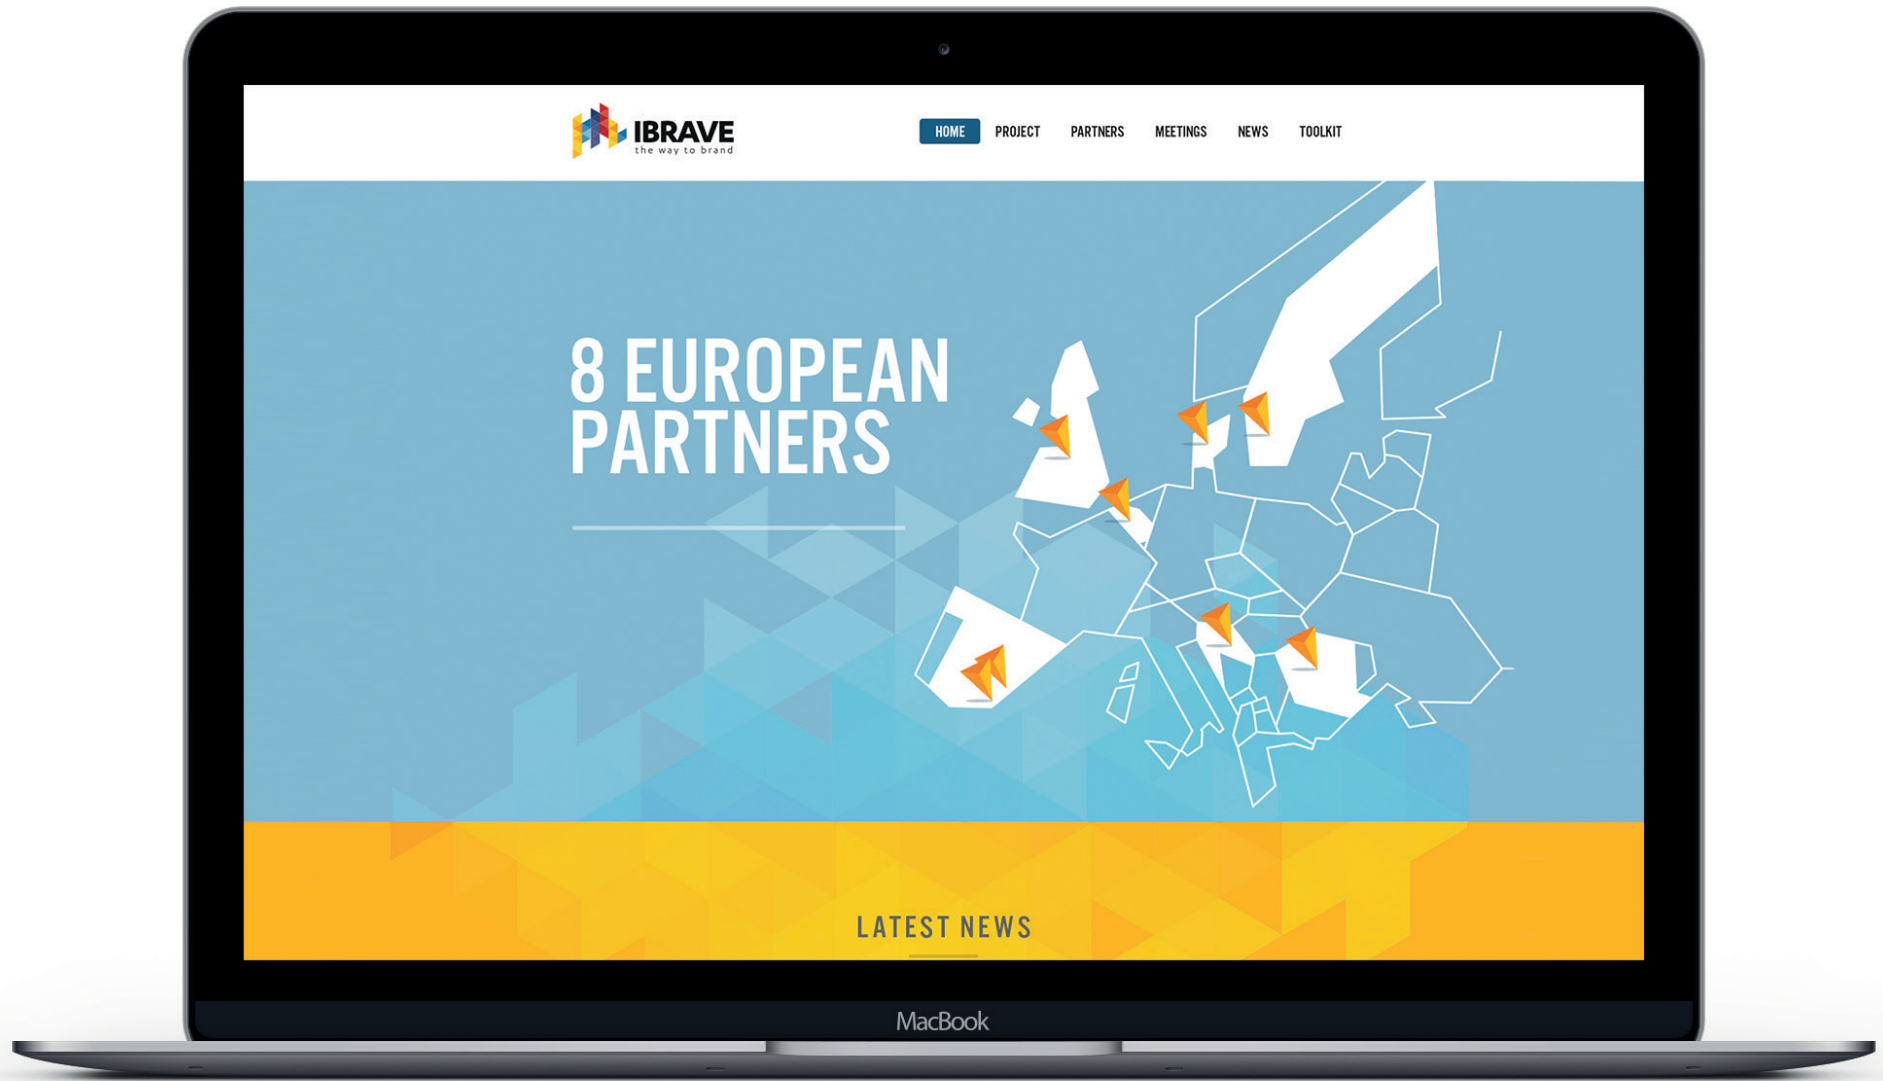 IBRAVE
the way to brand
HOME PROJECT PARTNERS MEETINGS NEWS TOOLKIT
8 EUROPEAN
PARTNERS
LATEST NEWS
MacBook